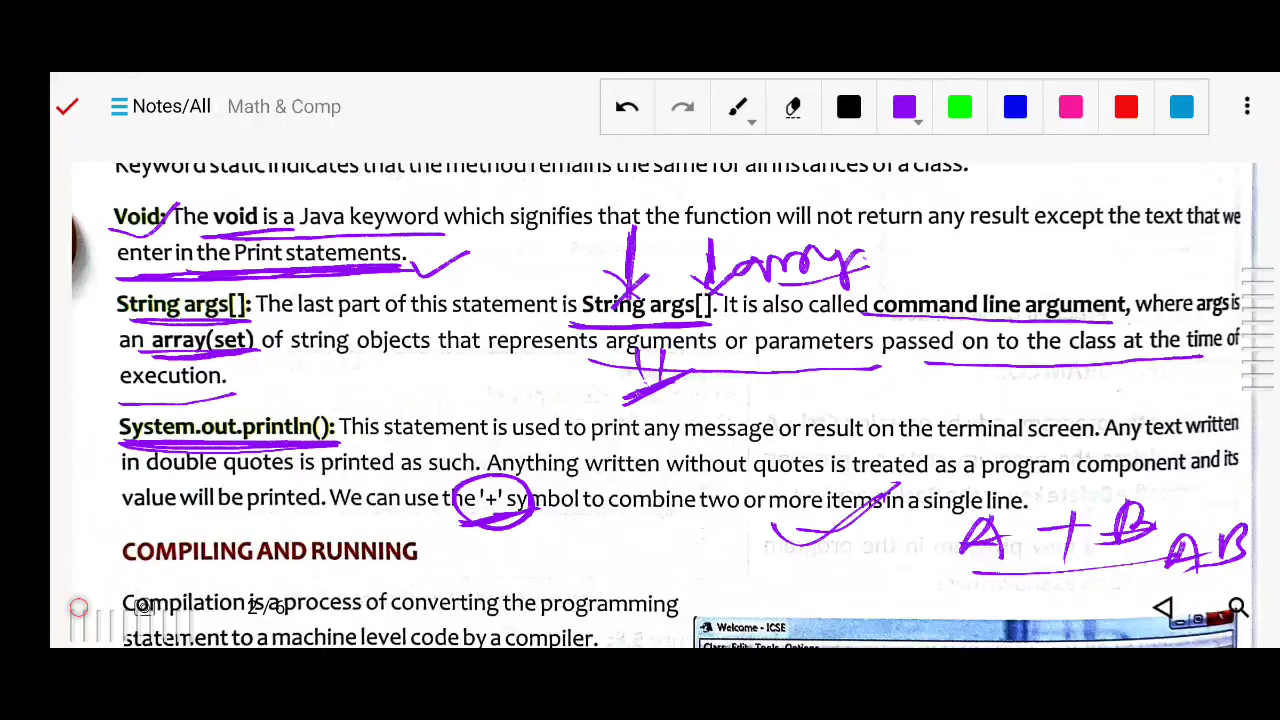 Notes/All Math & Comp
Keyword static indicates that the method remains the same for all instances of a class.
Void: The void is a Java keyword which signifies that the function will not return any result except the text that we
enter in the Print statements.
arry
String args[]: The last part of this statement is String args[]. It is also called command line argument, where args is
an array(set) of string objects that represents arguments or parameters passed on to the class at the time of
execution.
System.out.println(): This statement is used to print any message or result on the terminal screen. Any text written
in double quotes is printed as such. Anything written without quotes is treated as a program component and its
value will be printed. We can use the '+' symbol to combine two or more items in a single line.
A + B AB
COMPILING AND RUNNING
Compilation is a process of converting the programming
statement to a machine level code by a compiler.
2 / 6
Welcome - ICSE
Class Edit Tools Options